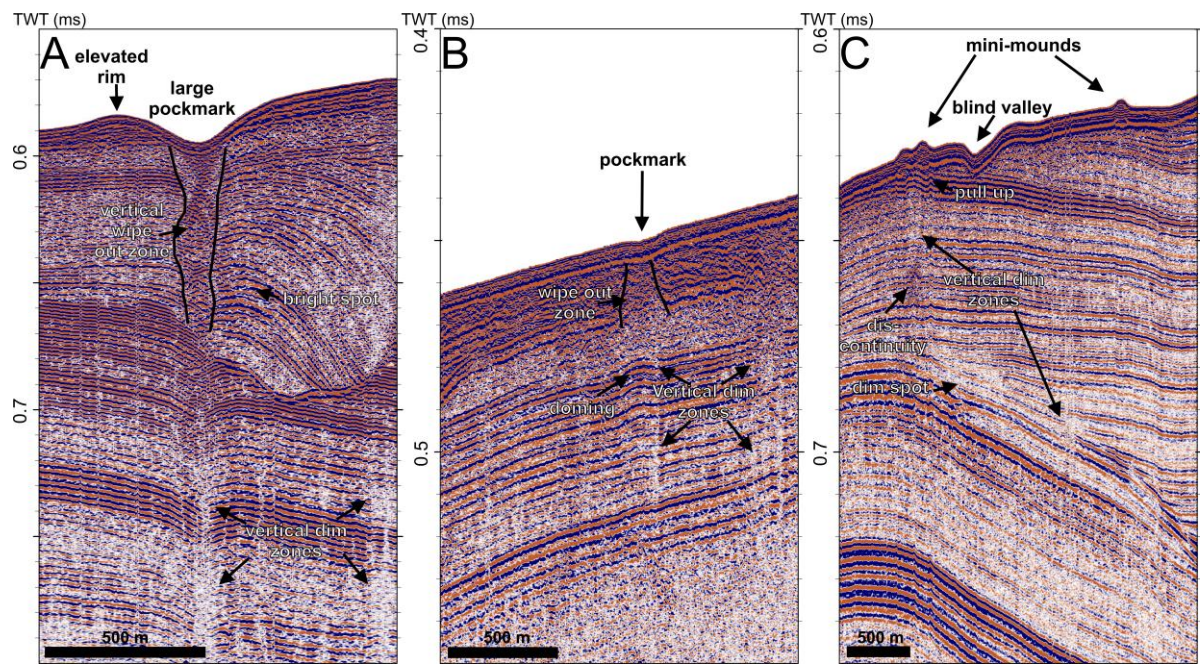 TWT (ms)
A
elevated
rim
large
pockmark
0.6
vertical
wipe
out zone
bright spot
0.7
vertical dim
zones
500 m
TWT (ms)
0.4
B
pockmark
wipe out
zone
doming
Vertical dim
zones
0.5
500 m
TWT (ms)
0.6
C
mini-mounds
blind valley
pull up
vertical dim
zones
dis-
continuity
dim spot
0.7
500 m